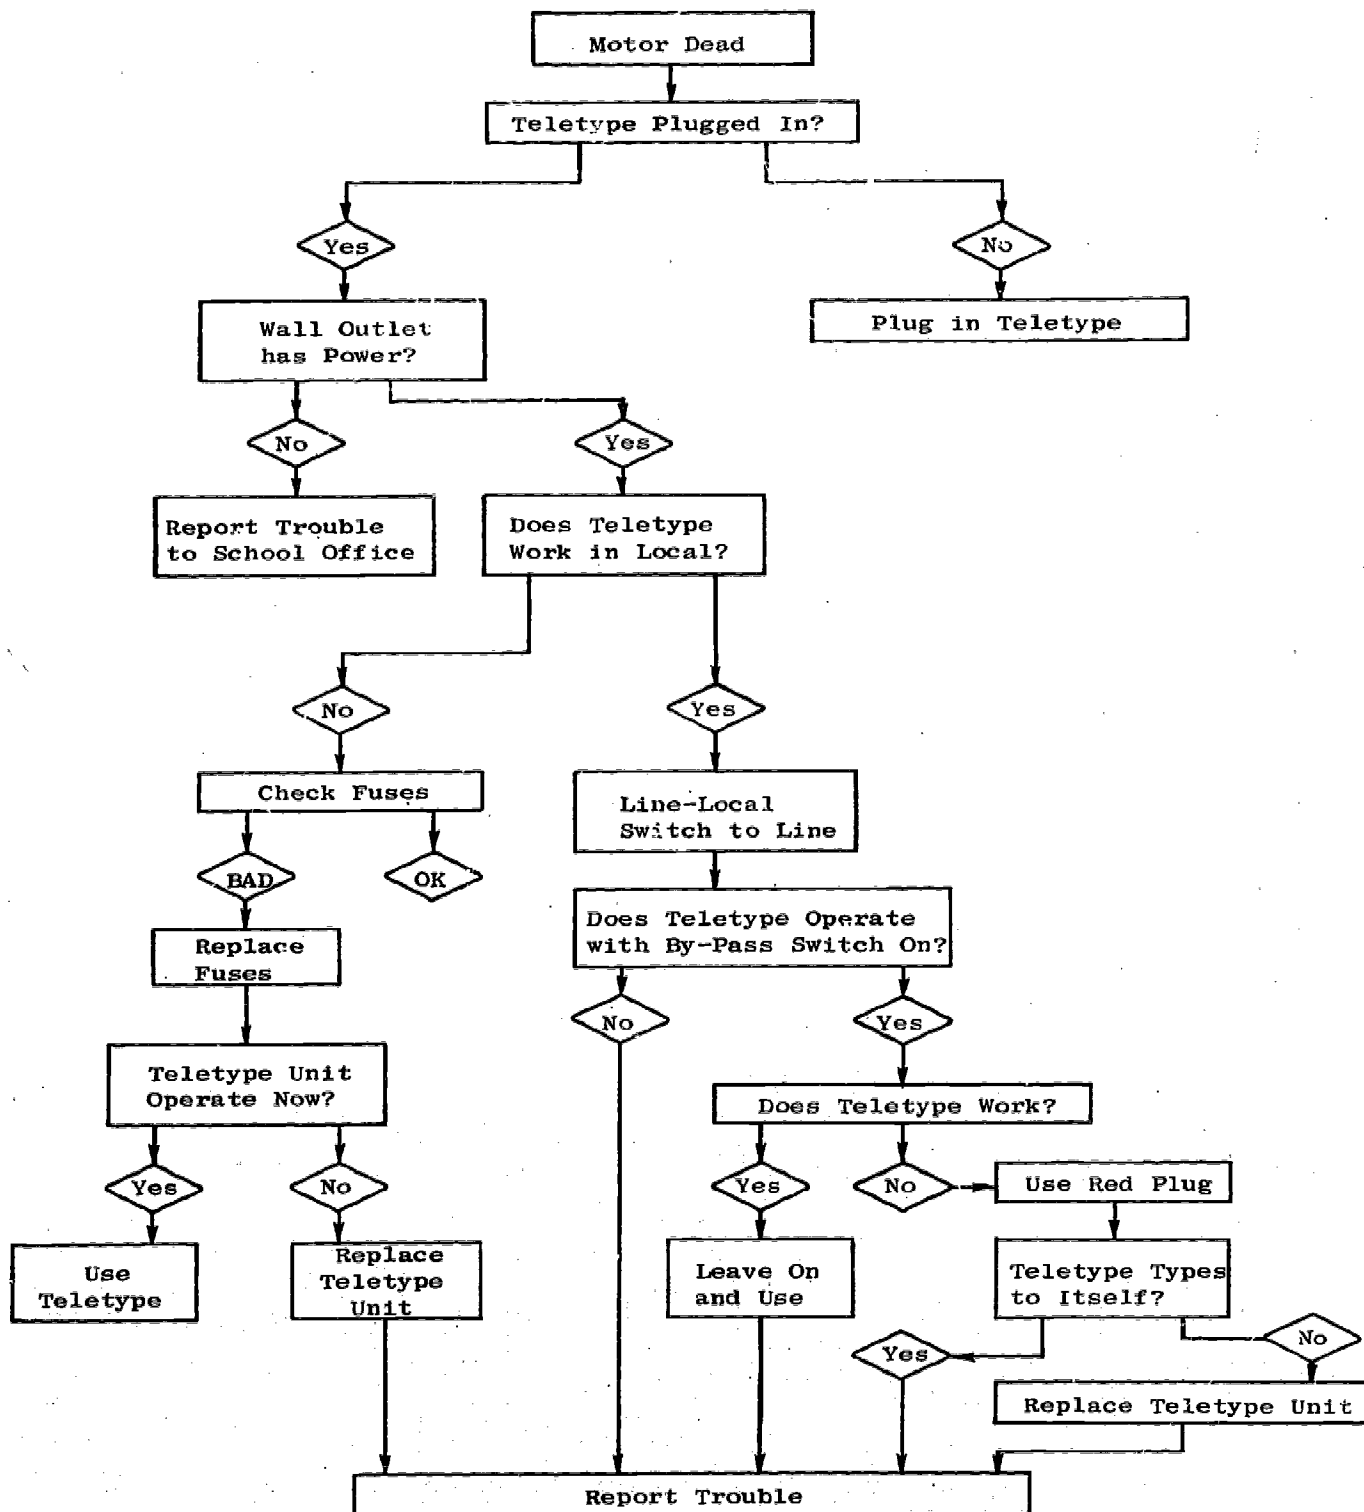 Motor Dead
Teletype Plugged In?
Yes
No
Wall Outlet
has Power?
Plug in Teletype
No
Yes
Report Trouble
to School Office
Does Teletype
Work in Local?
No
Yes
Check Fuses
Line-Local
Switch to Line
BAD
OK
Does Teletype Operate
with By-Pass Switch On?
Replace
Fuses
No
Yes
Teletype Unit
Operate Now?
Does Teletype Work?
Yes
No
Yes
No
Use Red Plug
Use
Teletype
Replace
Teletype
Unit
Leave On
and Use
Teletype Types
to Itself?
Yes
No
Replace Teletype Unit
Report Trouble